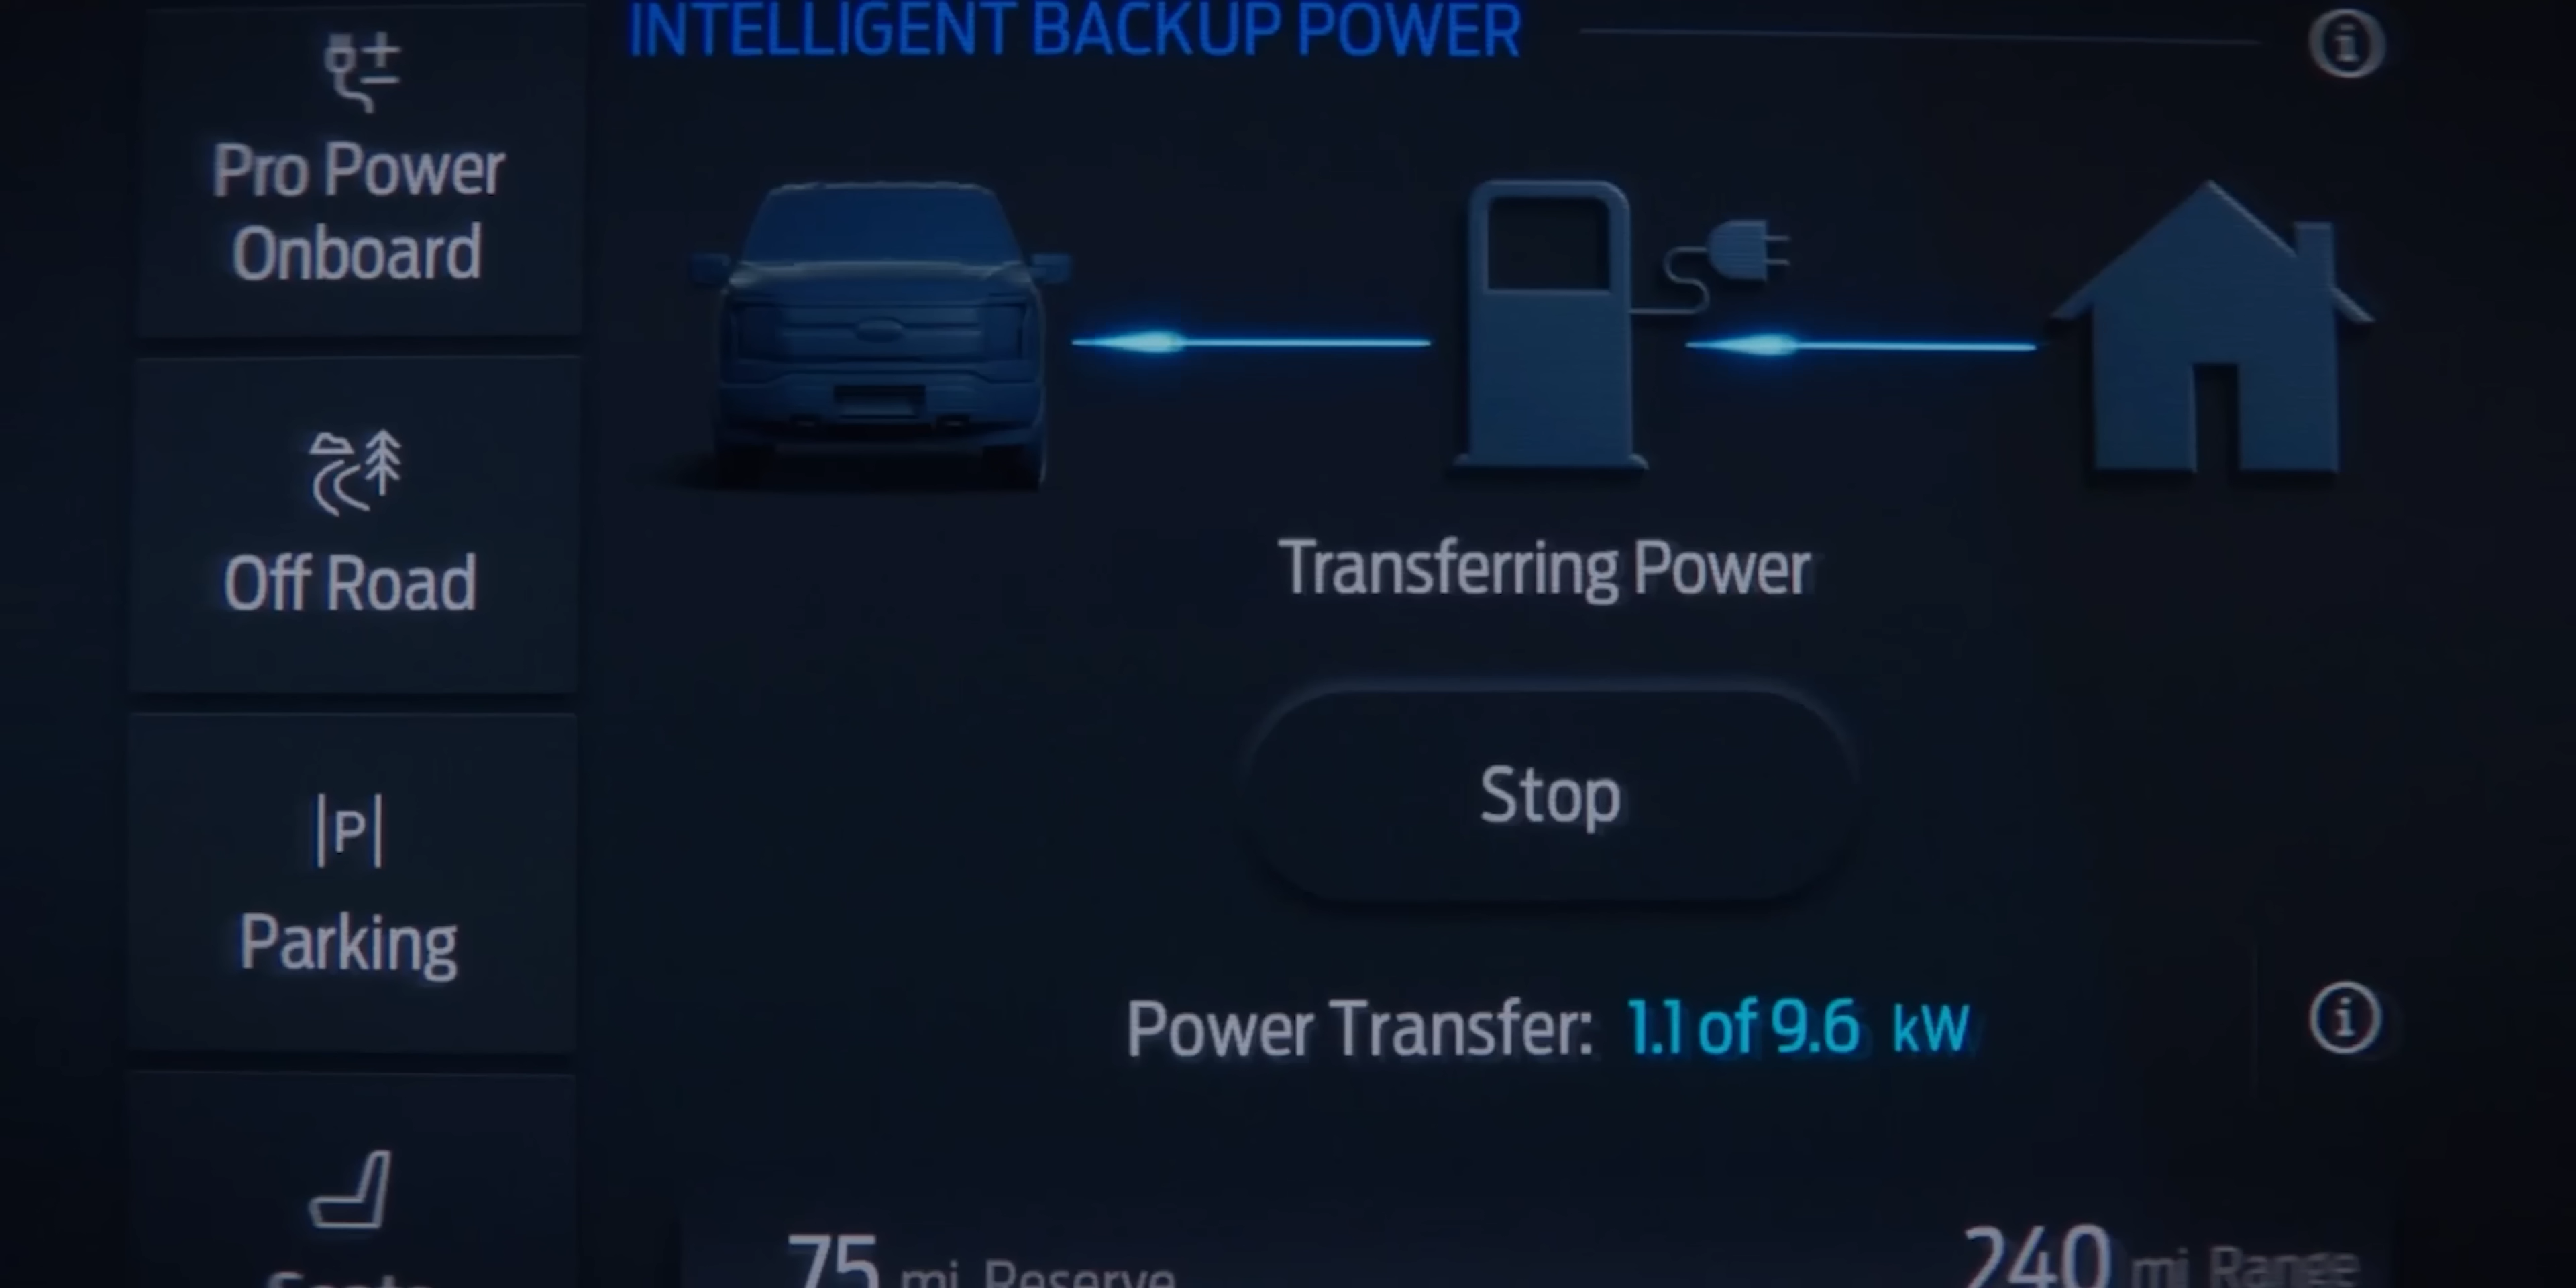 INTELLIGENT BACKUP POWER
Pro Power
Onboard
Off Road
Transferring Power
P
Parking
Stop
Power Transfer: 1.1 of 9.6 kW
75 mi Reserve
240 mi Range